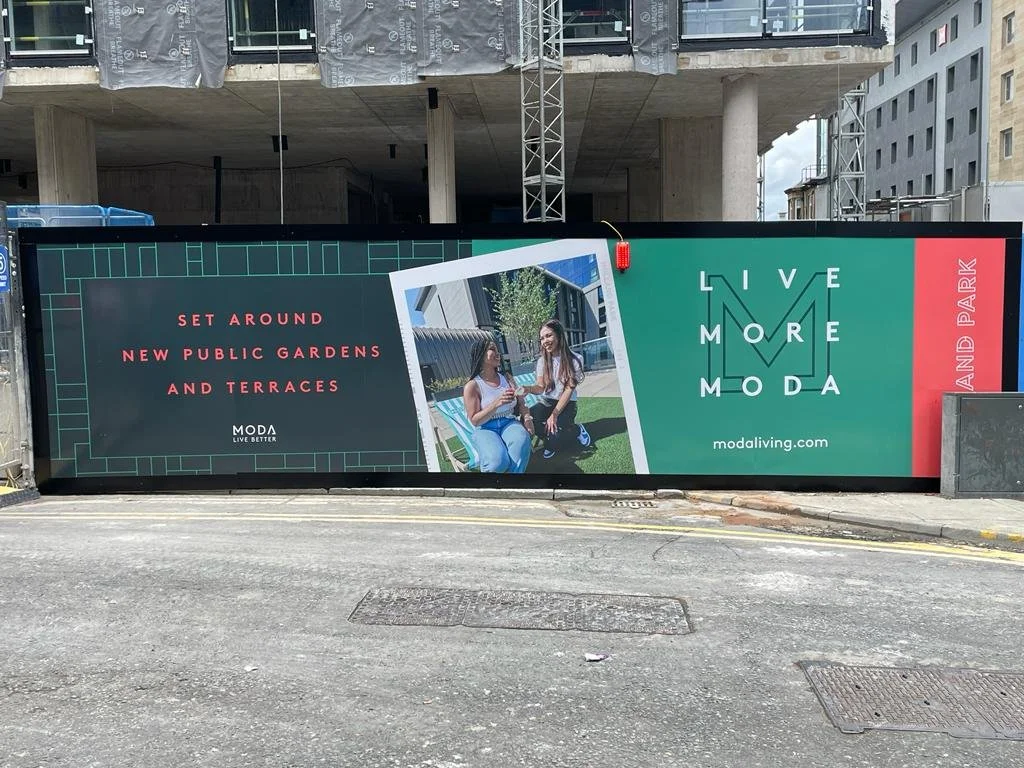 SET AROUND
NEW PUBLIC GARDENS
AND TERRACES
MODA
LIVE BETTER
LIVE
MORE
MODA
M
modaliving.com
AND PARK